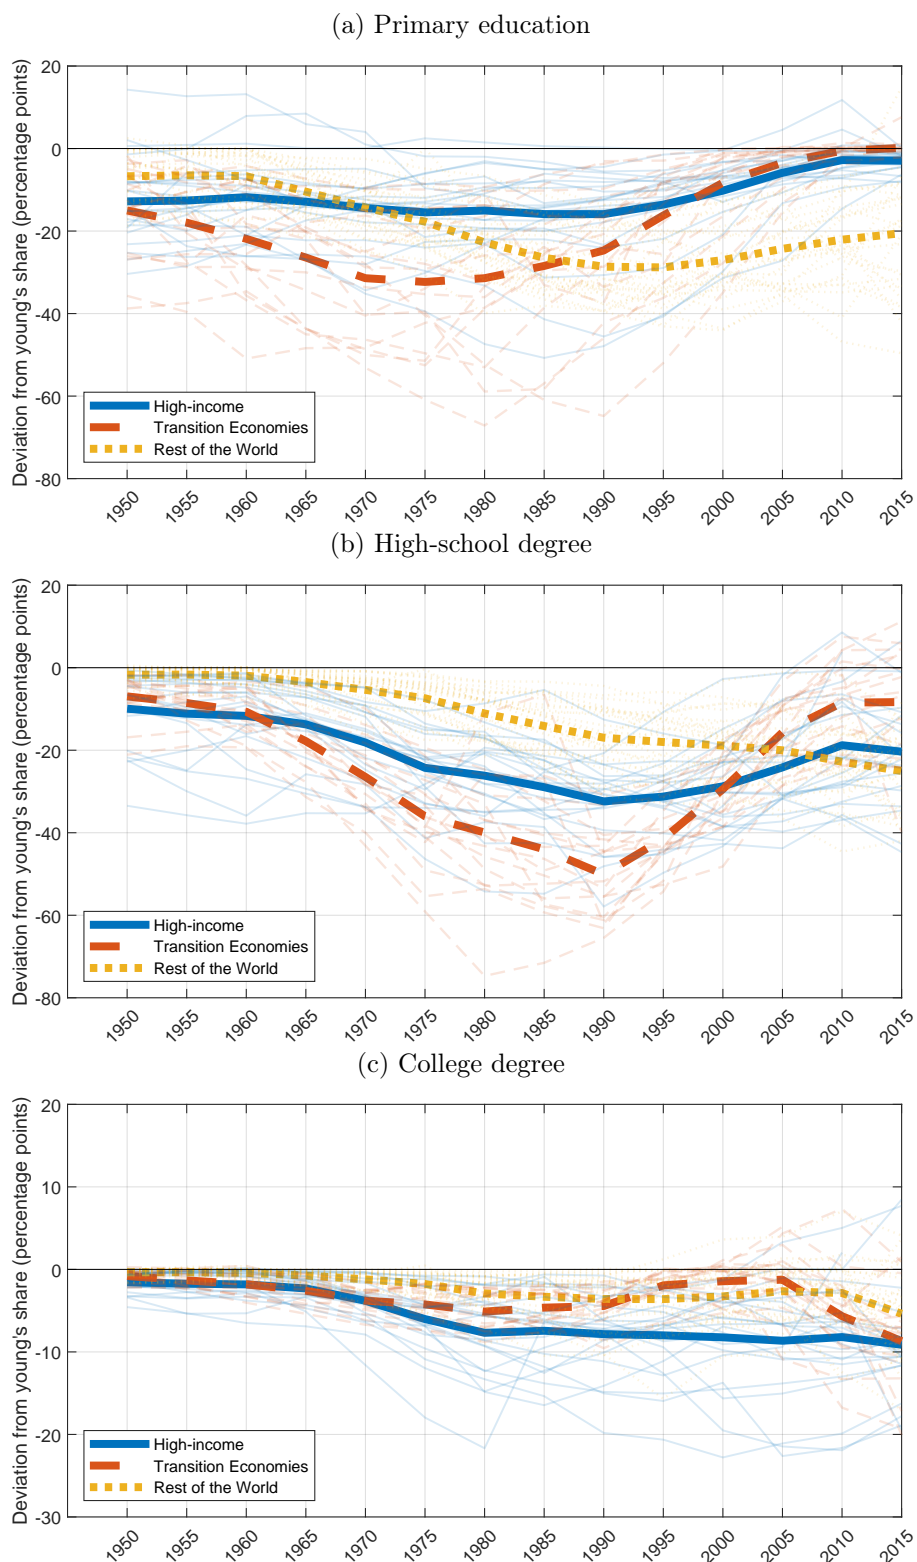 (a) Primary education
Deviation from young's share (percentage points)
20
0
-20
-40
-60
-80
High-income
Transition Economies
Rest of the World
1950 1955 1960 1965 1970 1975 1980 1985 1990 1995 2000 2005 2010 2015
(b) High-school degree
Deviation from young's share (percentage points)
20
0
-20
-40
-60
-80
High-income
Transition Economies
Rest of the World
1950 1955 1960 1965 1970 1975 1980 1985 1990 1995 2000 2005 2010 2015
(c) College degree
Deviation from young's share (percentage points)
20
10
0
-10
-20
-30
High-income
Transition Economies
Rest of the World
1950 1955 1960 1965 1970 1975 1980 1985 1990 1995 2000 2005 2010 2015